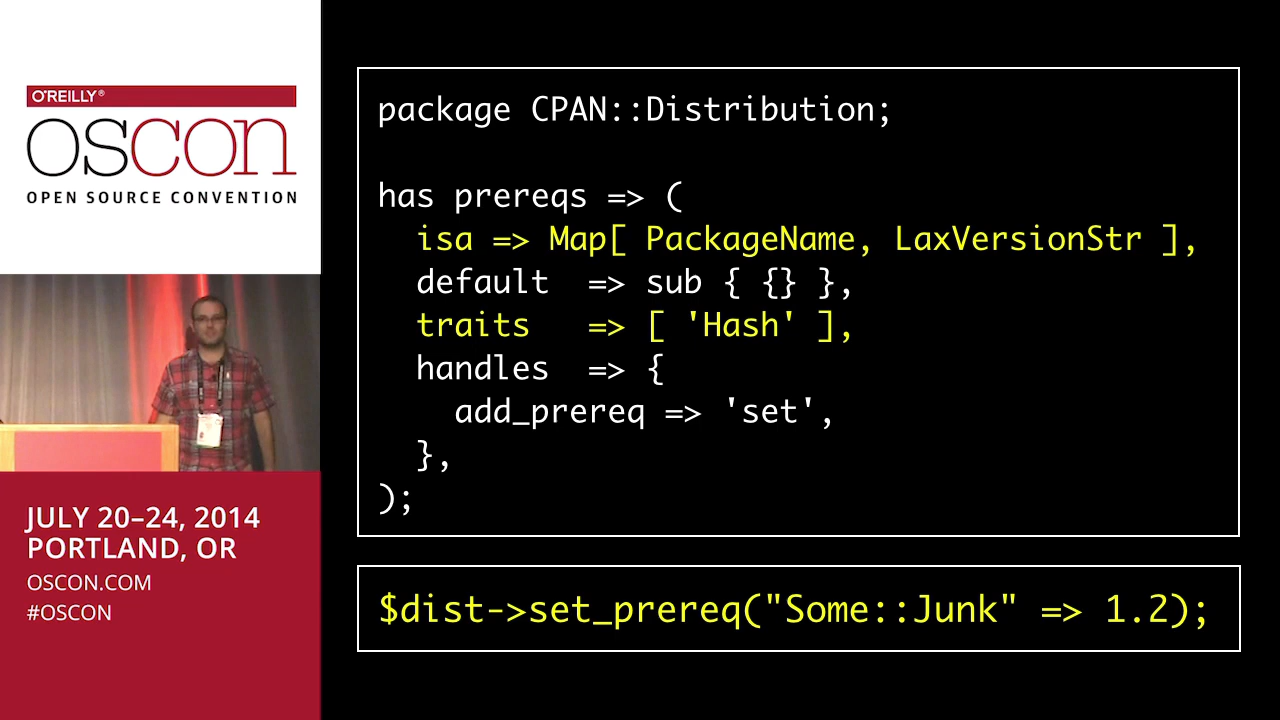 O'REILLY®
OSCON
OPEN SOURCE CONVENTION
JULY 20–24, 2014
PORTLAND, OR
OSCON.COM
#OSCON
package CPAN::Distribution;
has prereqs => (
  isa => Map[ PackageName, LaxVersionStr ],
  default  => sub { {} },
  traits   => [ 'Hash' ],
  handles  => {
    add_prereq => 'set',
  },
);
$dist->set_prereq("Some::Junk" => 1.2);